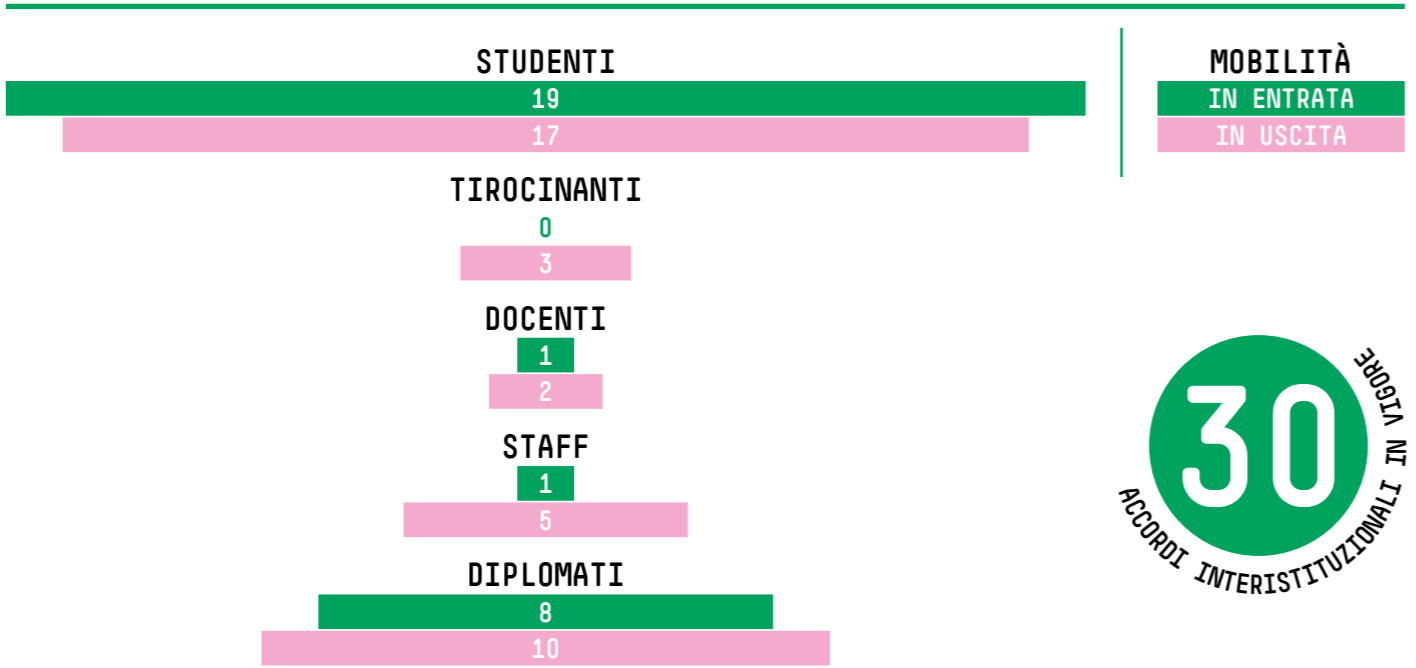 STUDENTI
19
17
TIROCINANTI
0
3
DOCENTI
1
2
STAFF
1
5
DIPLOMATI
8
10
MOBILITÀ
IN ENTRATA
IN USCITA
30
ACCORDI INTERISTITUZIONALI IN VIGORE